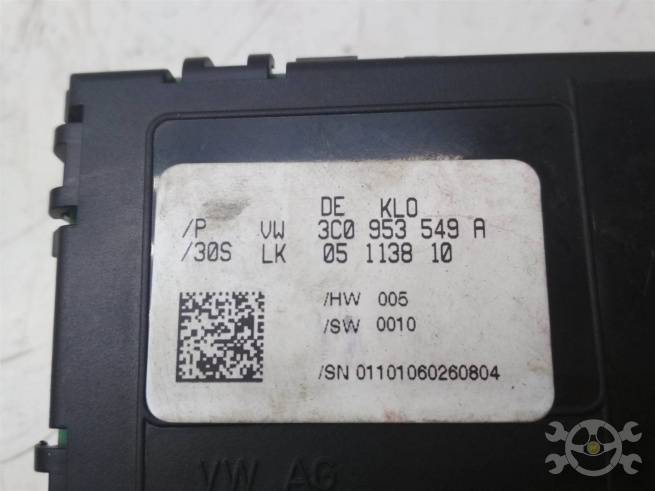 DE KLO
/P VW 3C0 953 549 A
/30S LK 05 1138 10
/HW 005
/SW 0010
/SN 01101060260804
VW AG